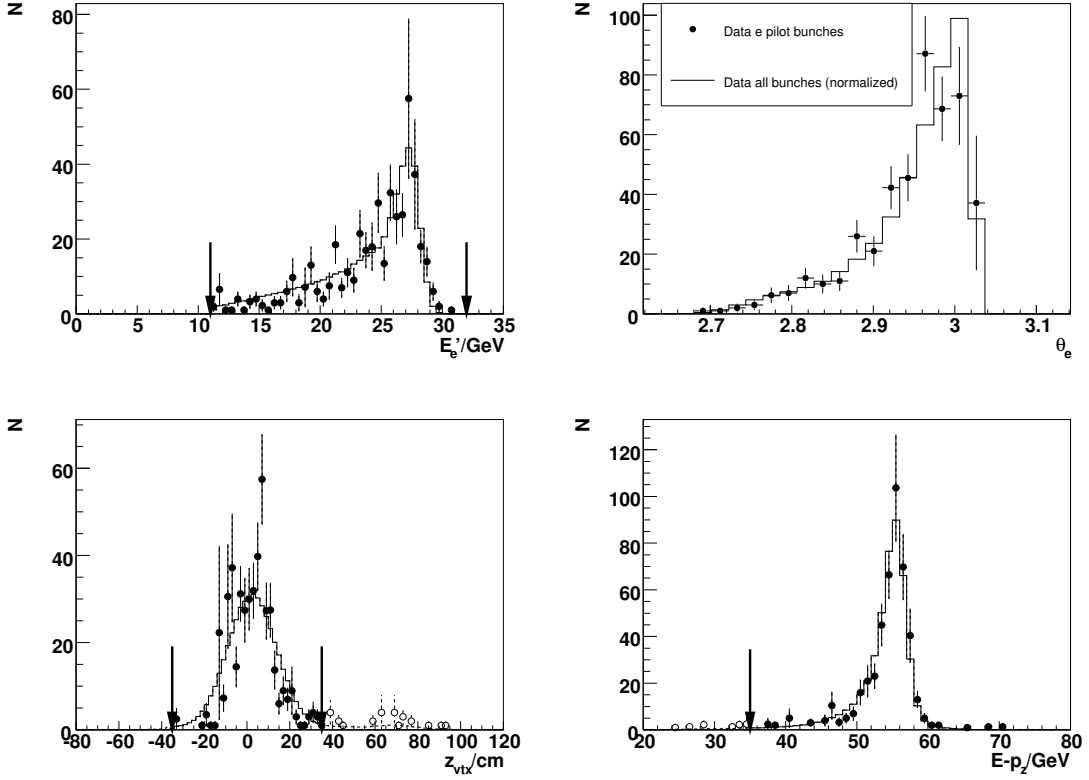 N
80
60
40
20
0
0 5 10 15 20 25 30 35
E_e'/GeV
N
100
80
60
40
20
0
Data e pilot bunches
Data all bunches (normalized)
2.7 2.8 2.9 3 3.1
θ_e
N
60
40
20
0
-80 -60 -40 -20 0 20 40 60 80 100 120
z_vtx/cm
N
120
100
80
60
40
20
0
20 30 40 50 60 70 80
E-p_z/GeV